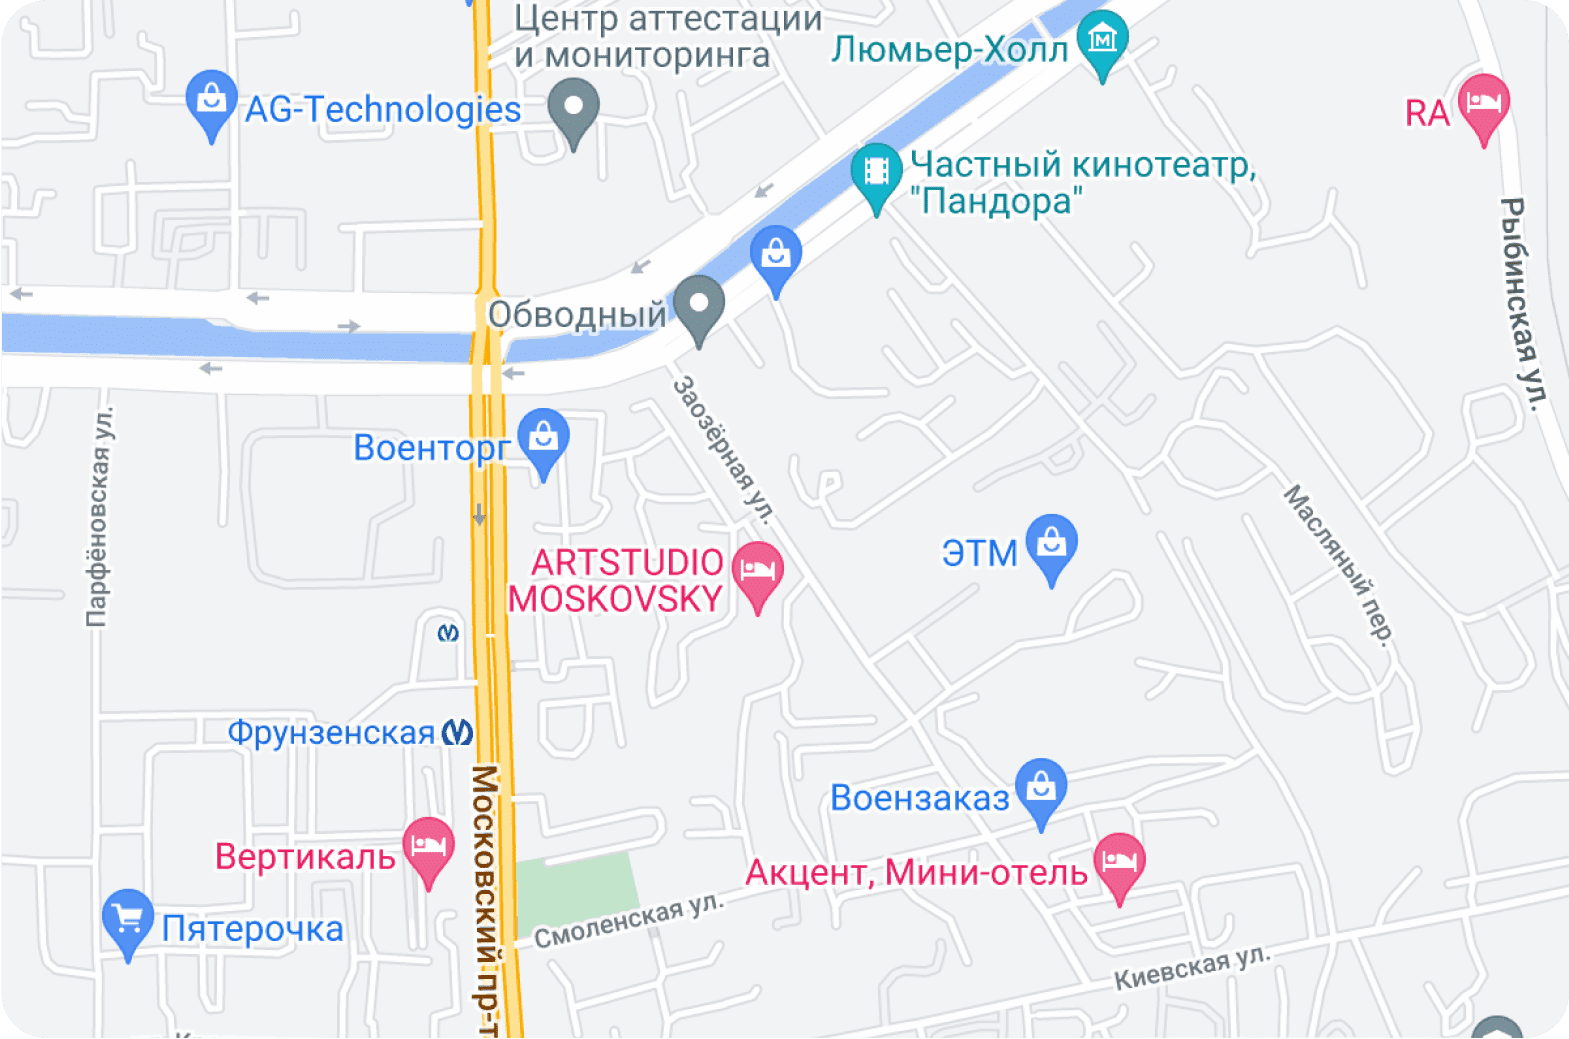 Центр аттестации
и мониторинга
Люмьер-Холл
AG-Technologies
RA
Частный кинотеатр,
"Пандора"
Рыбинская ул.
Обводный
Заозёрная ул.
Парфёновская ул.
Военторг
ARTSTUDIO
MOSKOVSKY
ЭТМ
Масляный пер.
Фрунзенская
Московский пр-т
Воензаказ
Вертикаль
Акцент, Мини-отель
Пятерочка
Смоленская ул.
Киевская ул.